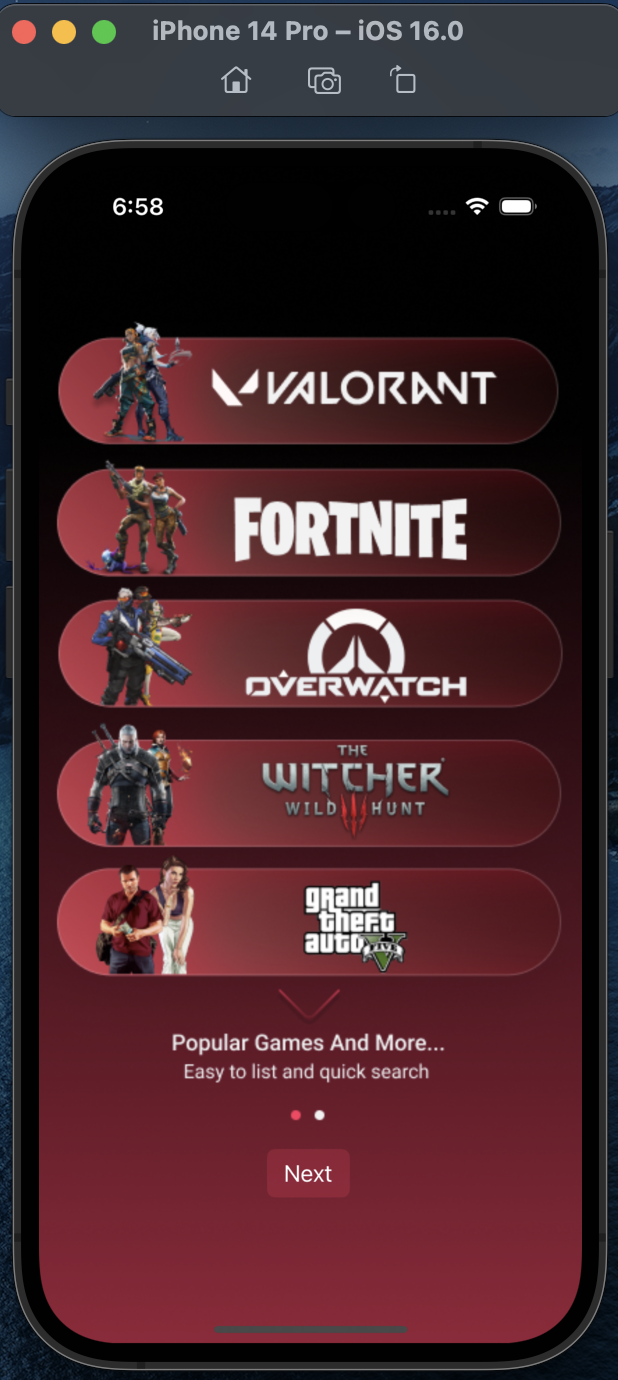 iPhone 14 Pro – iOS 16.0
6:58
VALORANT
FORTNITE
OVERWATCH
THE
WITCHER
WILD HUNT
grand
theft
auto
V
FIVE
Popular Games And More...
Easy to list and quick search
Next